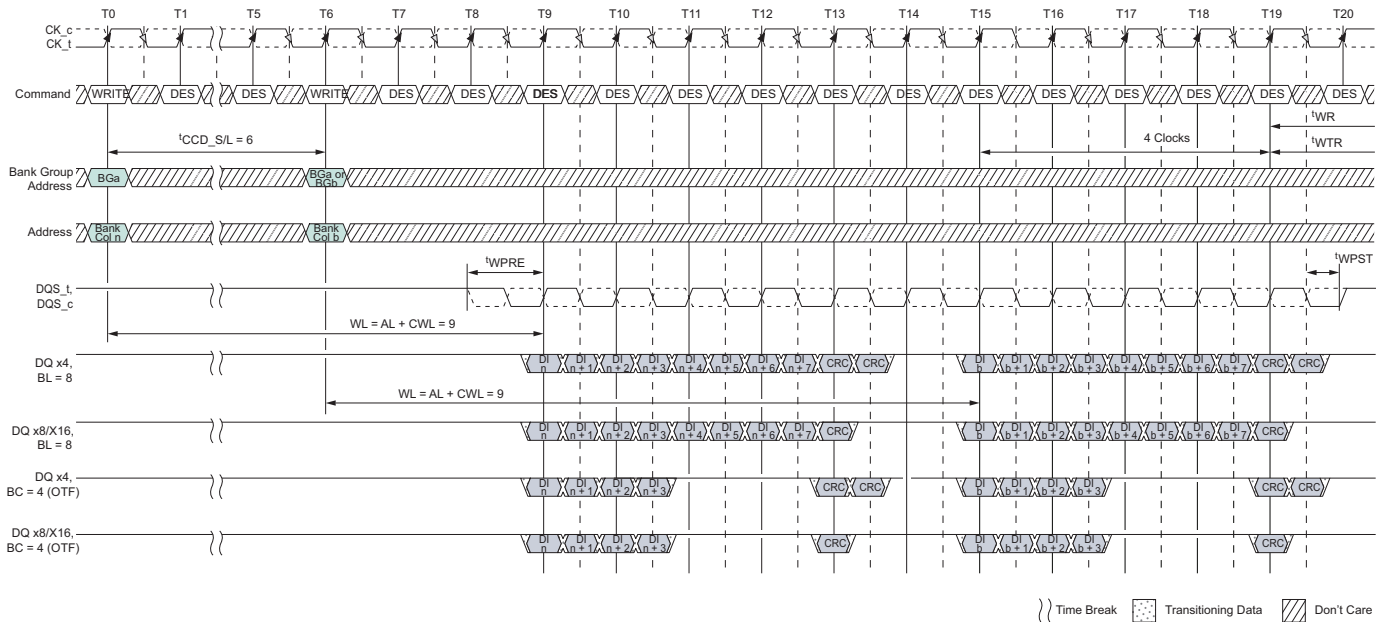 T0 T1 T5 T6 T7 T8 T9 T10 T11 T12 T13 T14 T15 T16 T17 T18 T19 T20
CK_c
CK_t
Command WRITE DES DES WRITE DES DES DES DES DES DES DES DES DES DES DES DES DES DES
tWR
tCCD_S/L = 6 4 Clocks tWTR
Bank Group
Address
BGa
BGa or
BGb
Address
Bank
Col n
Bank
Col b
tWPRE tWPST
DQS_t,
DQS_c
WL = AL + CWL = 9
DQ x4,
BL = 8
DI DI DI DI DI DI DI DI CRC CRC DI DI DI DI DI DI DI DI CRC CRC
n n + 1 n + 2 n + 3 n + 4 n + 5 n + 6 n + 7 b b + 1 b + 2 b + 3 b + 4 b + 5 b + 6 b + 7
WL = AL + CWL = 9
DQ x8/X16,
BL = 8
DI DI DI DI DI DI DI DI CRC DI DI DI DI DI DI DI DI CRC
n n + 1 n + 2 n + 3 n + 4 n + 5 n + 6 n + 7 b b + 1 b + 2 b + 3 b + 4 b + 5 b + 6 b + 7
DQ x4,
BC = 4 (OTF)
DI DI DI DI CRC CRC DI DI DI DI CRC CRC
n n + 1 n + 2 n + 3 b b + 1 b + 2 b + 3
DQ x8/X16,
BC = 4 (OTF)
DI DI DI DI CRC DI DI DI DI CRC
n n + 1 n + 2 n + 3 b b + 1 b + 2 b + 3
Time Break Transitioning Data Don't Care